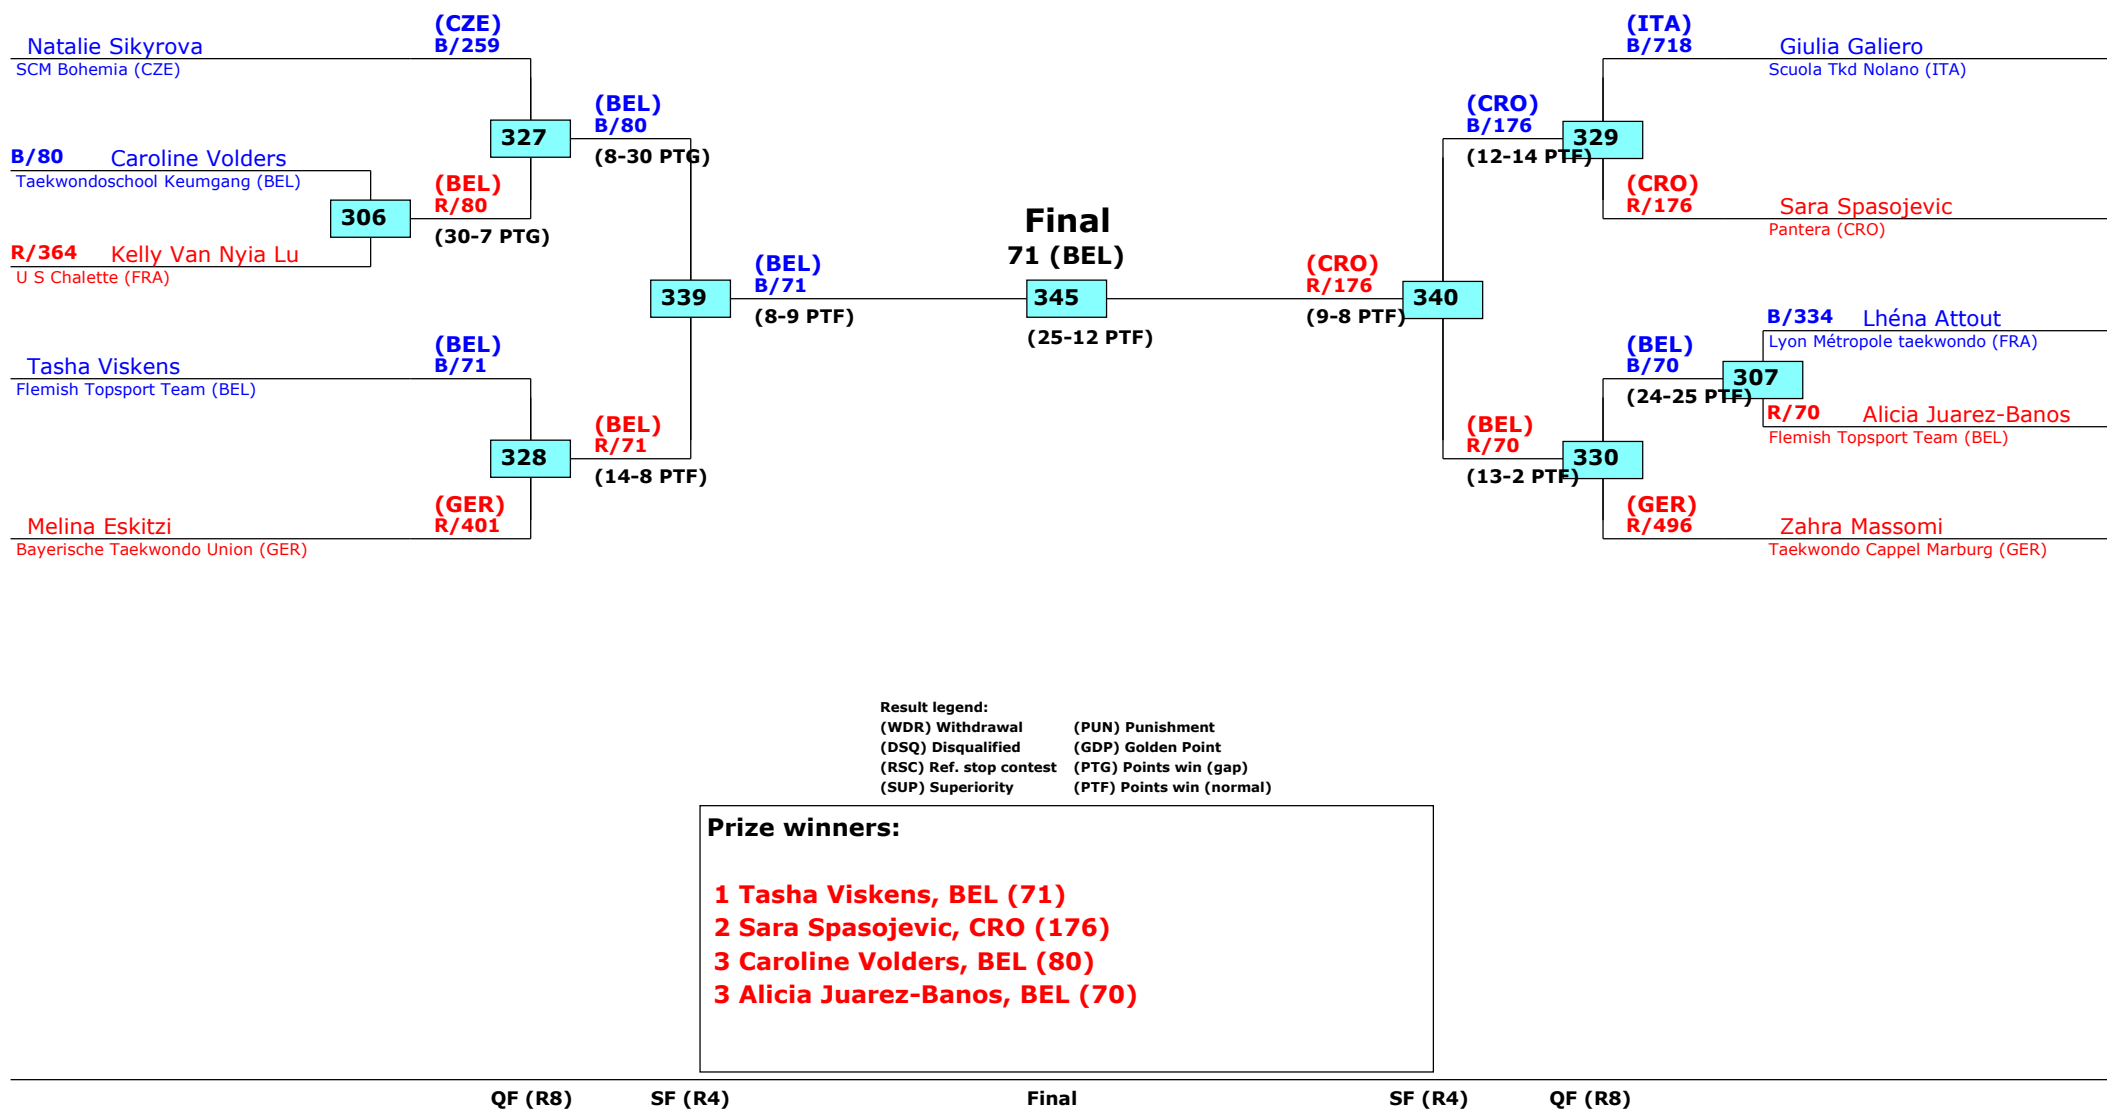 (CZE)
Natalie Sikyrova B/259
SCM Bohemia (CZE)
327
(BEL)
B/80
(8-30 PTG)
B/80 Caroline Volders
Taekwondoschool Keumgang (BEL)
306
(BEL)
R/80
(30-7 PTG)
R/364 Kelly Van Nyia Lu
U S Chalette (FRA)
339
(BEL)
B/71
(8-9 PTF)
(BEL)
Tasha Viskens B/71
Flemish Topsport Team (BEL)
328
(BEL)
R/71
(14-8 PTF)
(GER)
Melina Eskitzi R/401
Bayerische Taekwondo Union (GER)
Final
71 (BEL)
345
(25-12 PTF)
(CRO)
R/176
(9-8 PTF)
340
(ITA)
B/718 Giulia Galiero
Scuola Tkd Nolano (ITA)
(CRO)
B/176
(12-14 PTF)
329
(CRO)
R/176 Sara Spasojevic
Pantera (CRO)
B/334 Lhéna Attout
Lyon Métropole taekwondo (FRA)
(BEL)
B/70
(24-25 PTF)
307
R/70 Alicia Juarez-Banos
Flemish Topsport Team (BEL)
(BEL)
R/70
(13-2 PTF)
330
(GER)
R/496 Zahra Massomi
Taekwondo Cappel Marburg (GER)
Result legend:
(WDR) Withdrawal (PUN) Punishment
(DSQ) Disqualified (GDP) Golden Point
(RSC) Ref. stop contest (PTG) Points win (gap)
(SUP) Superiority (PTF) Points win (normal)
Prize winners:
1 Tasha Viskens, BEL (71)
2 Sara Spasojevic, CRO (176)
3 Caroline Volders, BEL (80)
3 Alicia Juarez-Banos, BEL (70)
QF (R8) SF (R4) Final SF (R4) QF (R8)